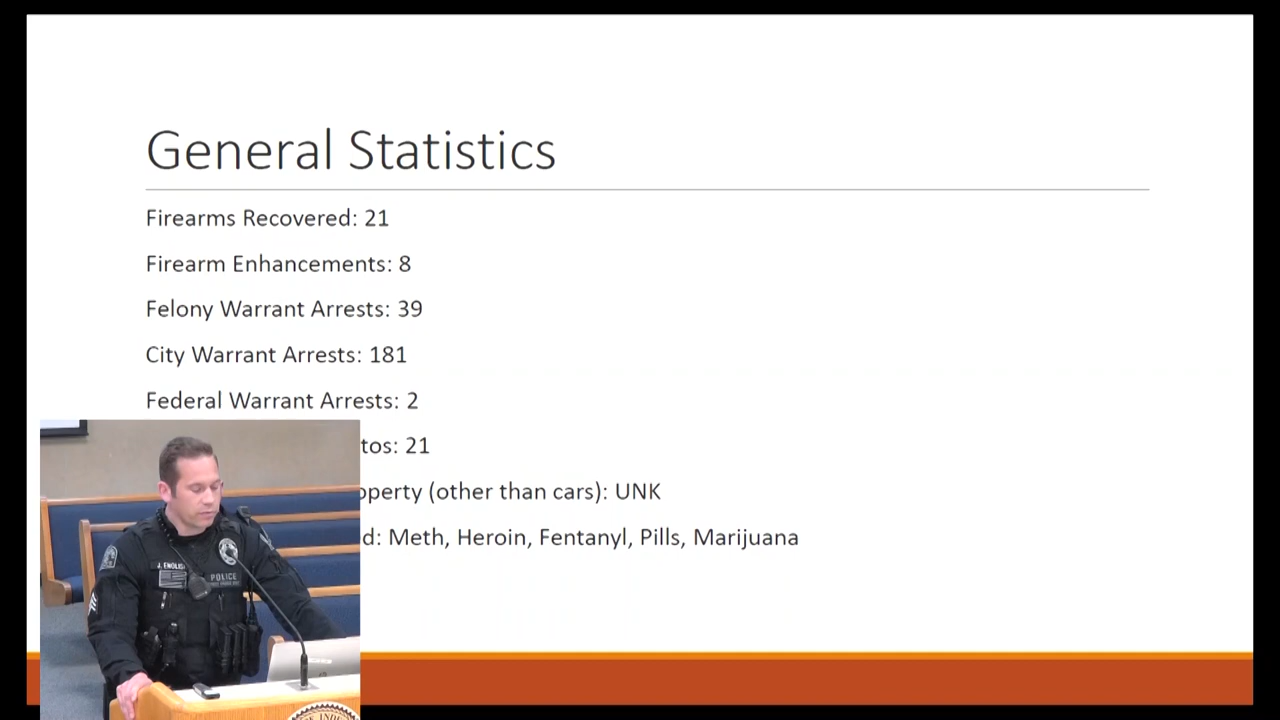 General Statistics
Firearms Recovered: 21
Firearm Enhancements: 8
Felony Warrant Arrests: 39
City Warrant Arrests: 181
Federal Warrant Arrests: 2
tos: 21
operty (other than cars): UNK
d: Meth, Heroin, Fentanyl, Pills, Marijuana
J. ENGLIS
POLICE